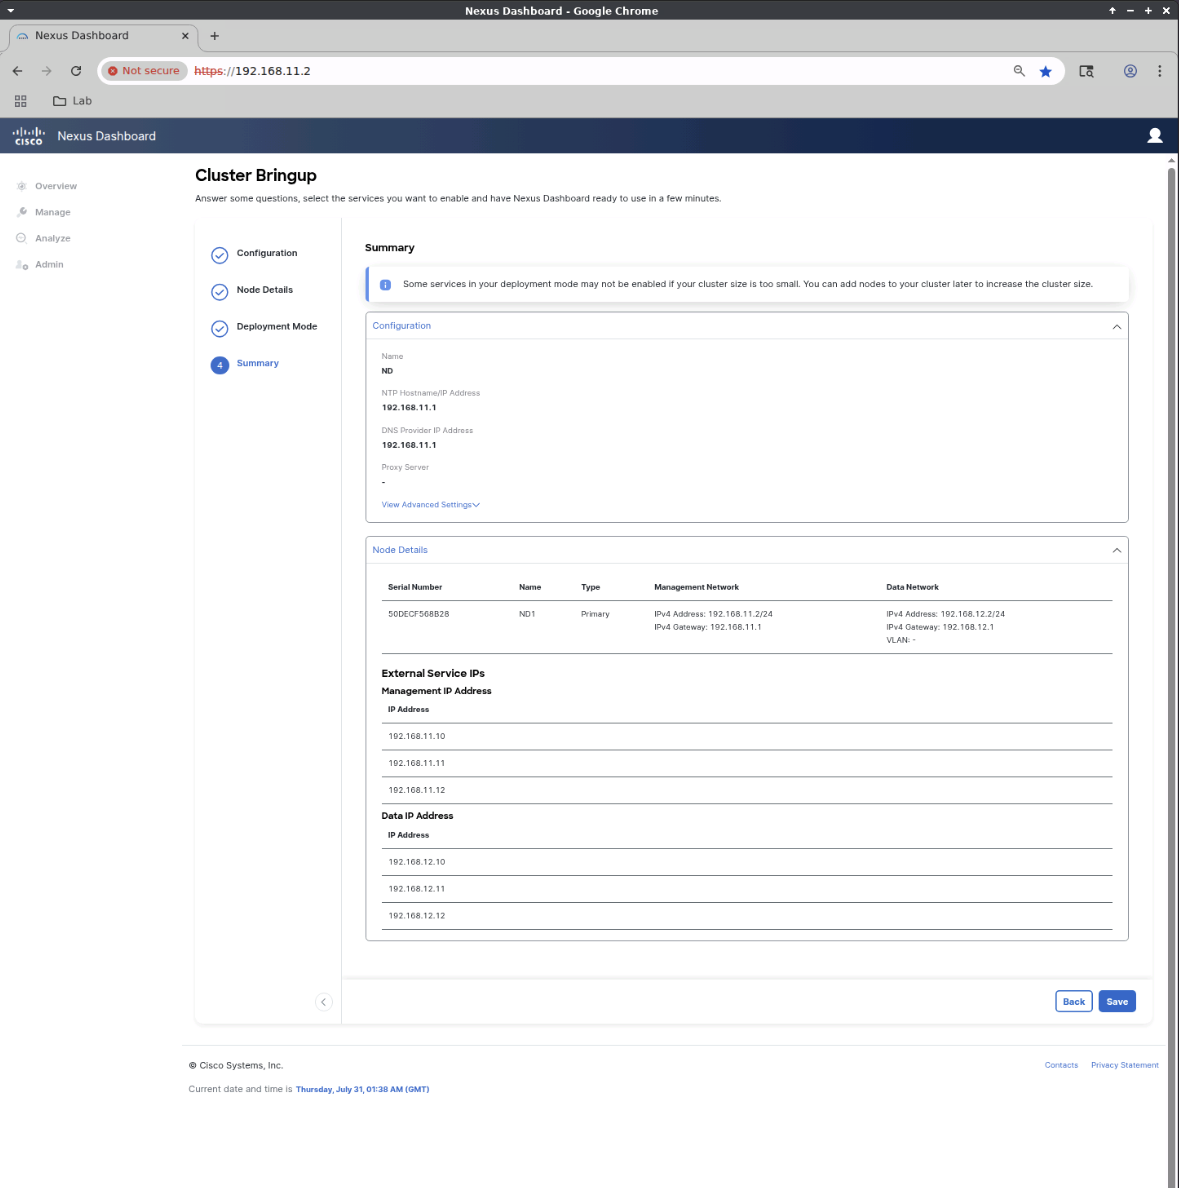 Nexus Dashboard - Google Chrome
Nexus Dashboard
Not secure
https://192.168.11.2
Lab
CISCO
Nexus Dashboard
Overview
Manage
Analyze
Admin
Cluster Bringup
Answer some questions, select the services you want to enable and have Nexus Dashboard ready to use in a few minutes.
Configuration
Node Details
Deployment Mode
4 Summary
Summary
Some services in your deployment mode may not be enabled if your cluster size is too small. You can add nodes to your cluster later to increase the cluster size.
Configuration
Name
ND
NTP Hostname/IP Address
192.168.11.1
DNS Provider IP Address
192.168.11.1
Proxy Server
-
View Advanced Settings
Node Details
Serial Number Name Type Management Network Data Network
50DECF568B28 ND1 Primary IPv4 Address: 192.168.11.2/24 IPv4 Address: 192.168.12.2/24
IPv4 Gateway: 192.168.11.1 IPv4 Gateway: 192.168.12.1
VLAN: -
External Service IPs
Management IP Address
IP Address
192.168.11.10
192.168.11.11
192.168.11.12
Data IP Address
IP Address
192.168.12.10
192.168.12.11
192.168.12.12
Back Save
© Cisco Systems, Inc.
Contacts Privacy Statement
Current date and time is Thursday, July 31, 01:38 AM (GMT)